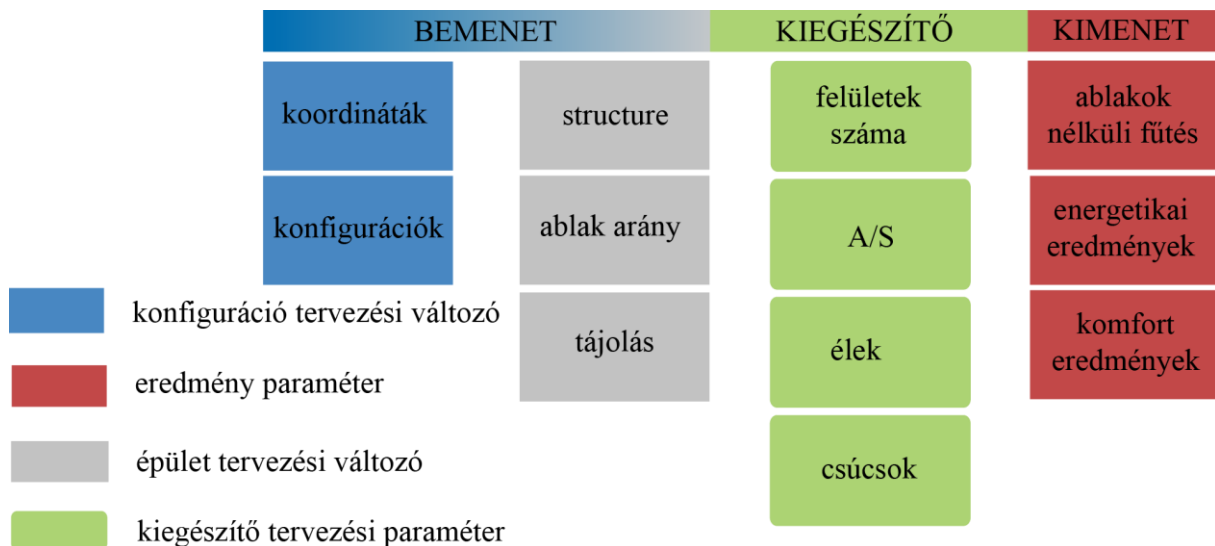 BEMENET
KIEGÉSZÍTŐ
KIMENET
koordináták
structure
felületek
száma
ablakok
nélküli fűtés
konfigurációk
ablak arány
A/S
energetikai
eredmények
tájolás
élek
komfort
eredmények
csúcsok
konfiguráció tervezési változó
eredmény paraméter
épület tervezési változó
kiegészítő tervezési paraméter